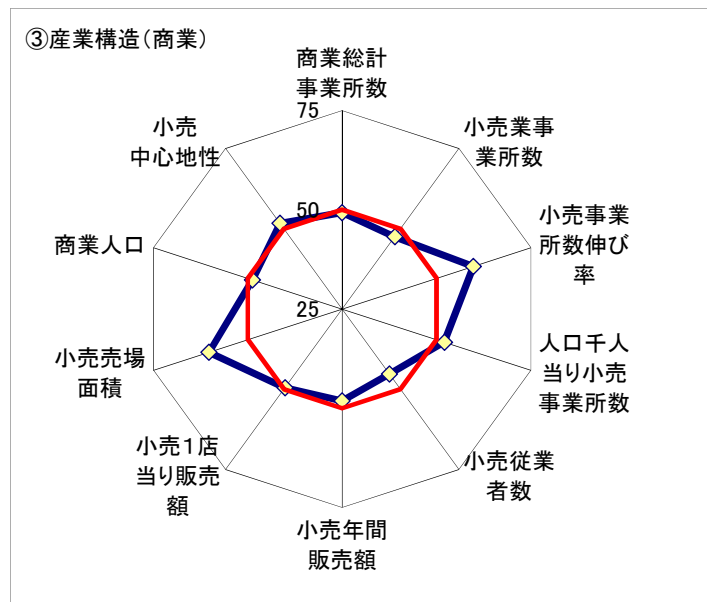 ③産業構造（商業）
商業総計
事業所数
75
小売業事
業所数
小売事業
所数伸び
率
人口千人
当り小売
事業所数
小売従業
者数
小売年間
販売額
小売１店
当り販売
額
小売売場
面積
商業人口
小売
中心地性
50
25